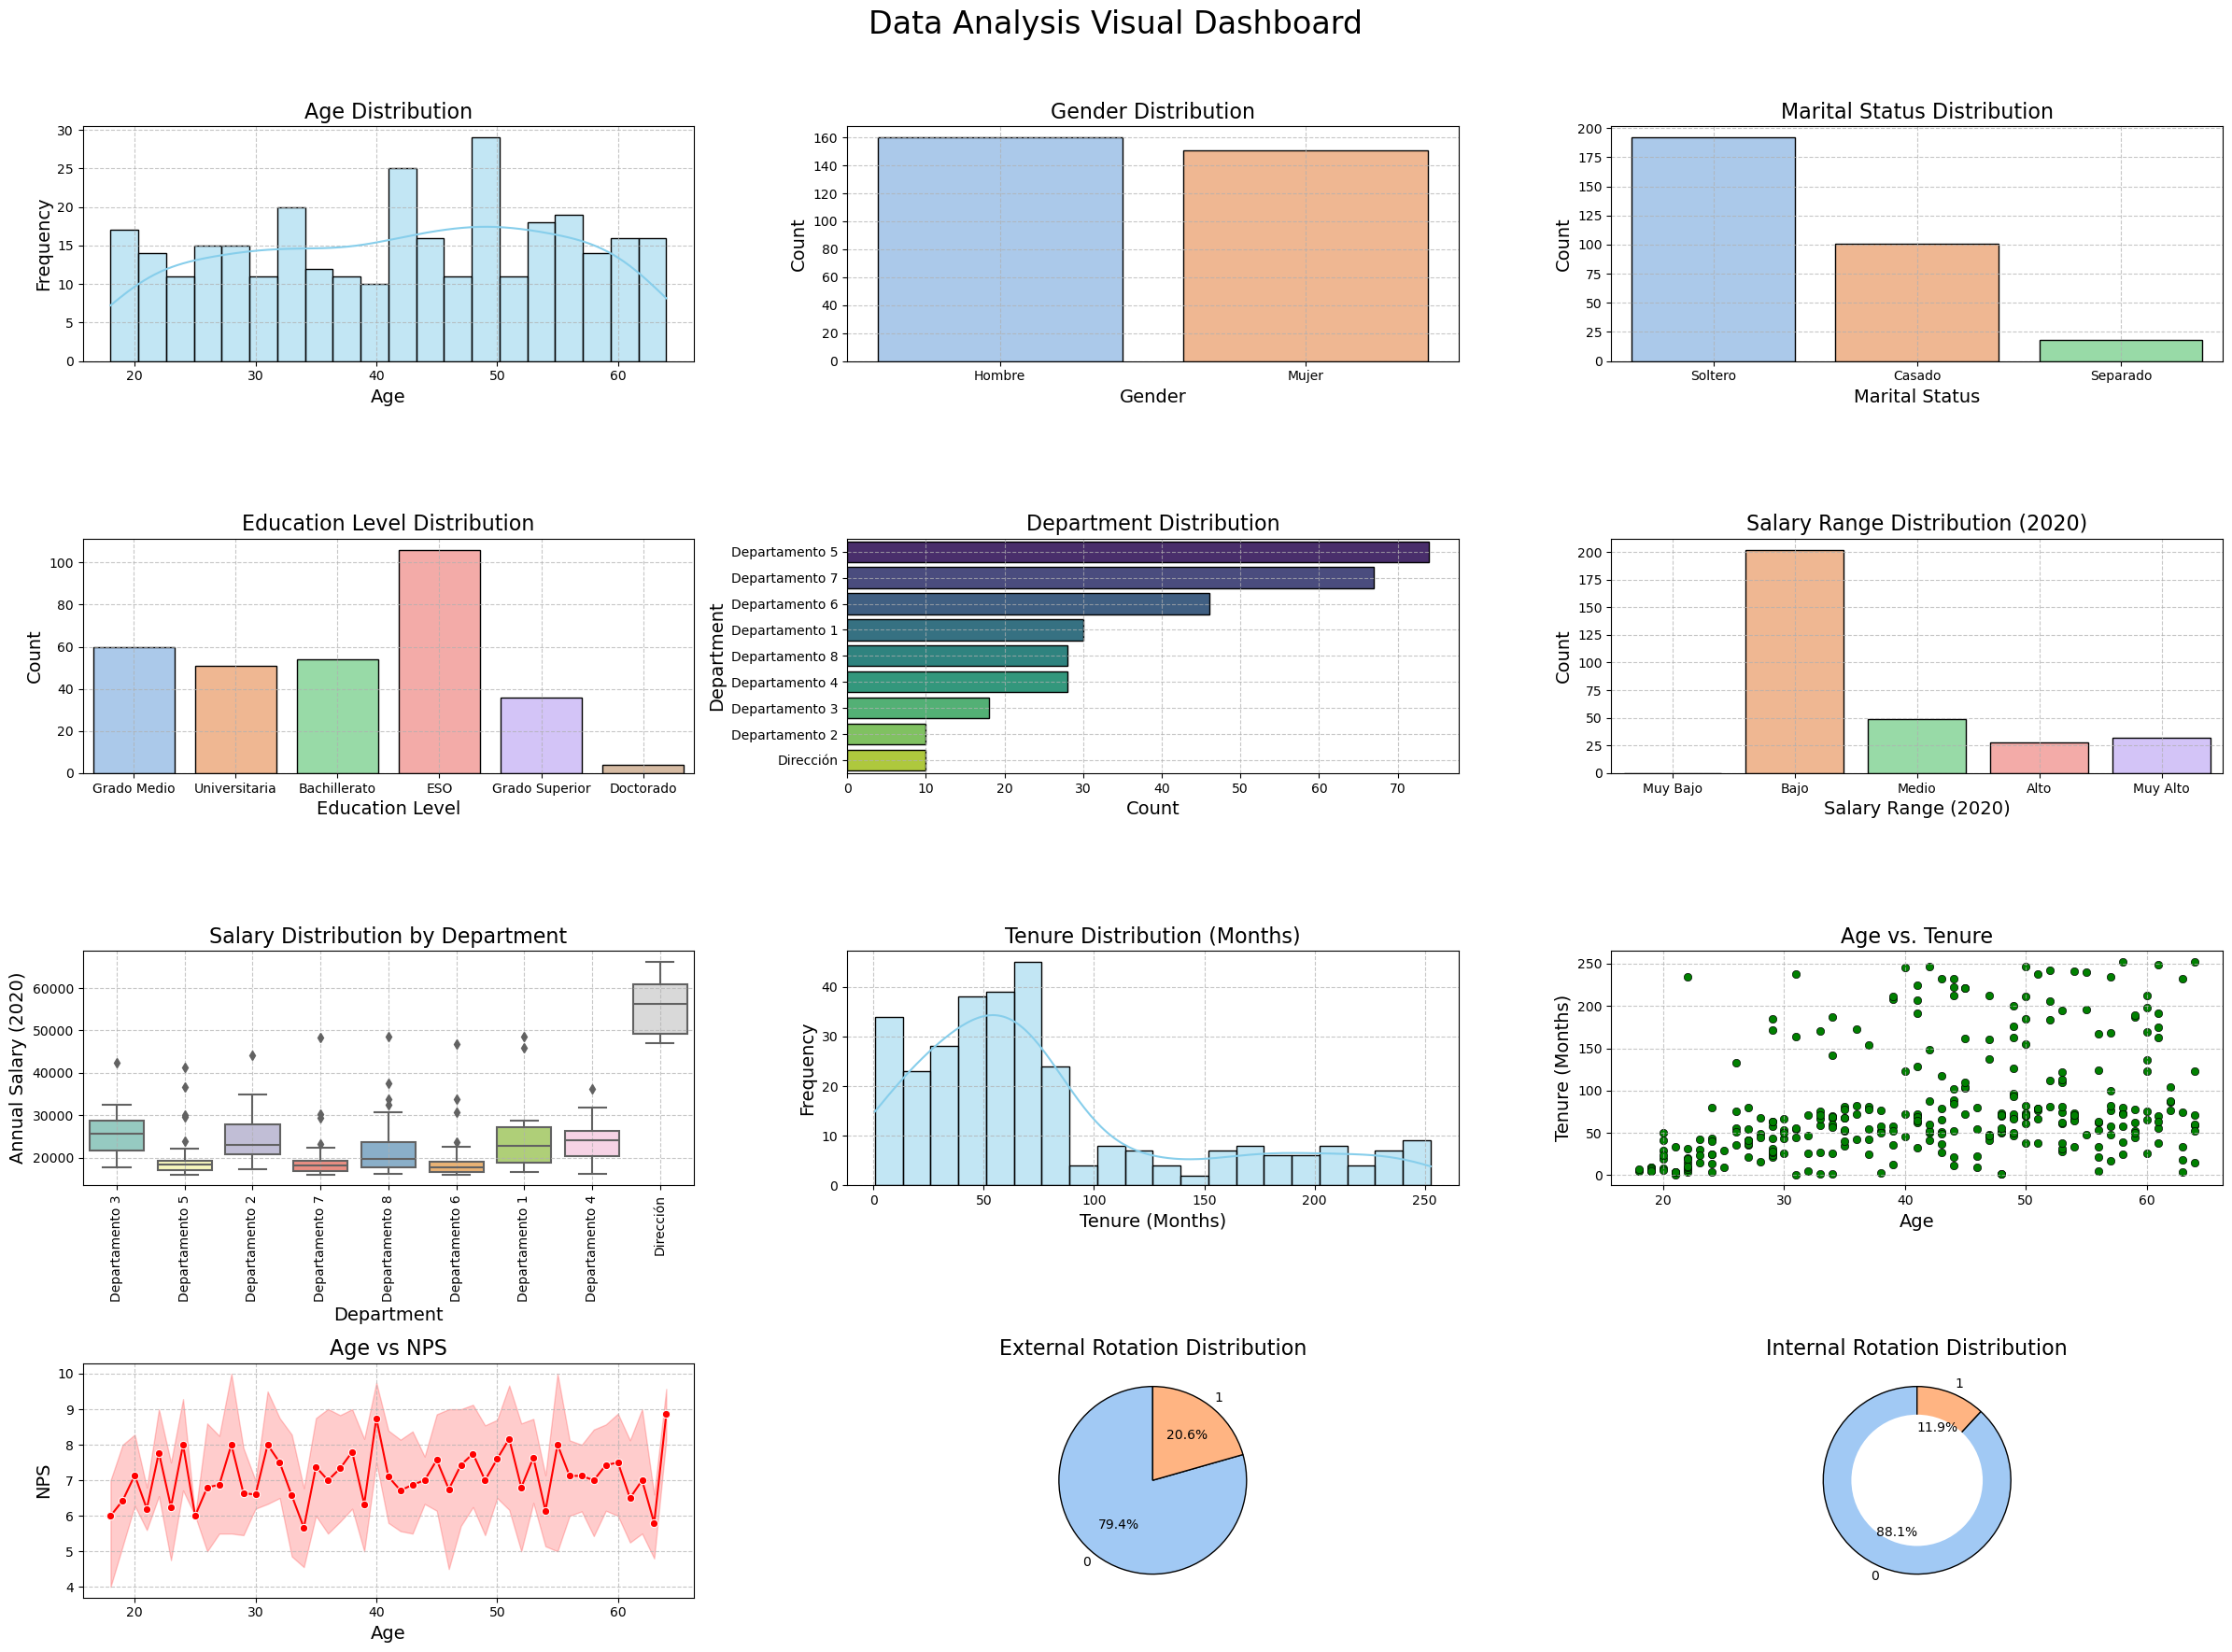 Data Analysis Visual Dashboard
Age Distribution
Frequency
30
25
20
15
10
5
0
20 30 40 50 60
Age
Gender Distribution
Count
160
140
120
100
80
60
40
20
0
Hombre Mujer
Gender
Marital Status Distribution
Count
200
175
150
125
100
75
50
25
0
Soltero Casado Separado
Marital Status
Education Level Distribution
Count
100
80
60
40
20
0
Grado Medio Universitaria Bachillerato ESO Grado Superior Doctorado
Education Level
Department Distribution
Department
Departamento 5
Departamento 7
Departamento 6
Departamento 1
Departamento 8
Departamento 4
Departamento 3
Departamento 2
Dirección
0 10 20 30 40 50 60 70
Count
Salary Range Distribution (2020)
Count
200
175
150
125
100
75
50
25
0
Muy Bajo Bajo Medio Alto Muy Alto
Salary Range (2020)
Salary Distribution by Department
Annual Salary (2020)
60000
50000
40000
30000
20000
Departamento 3
Departamento 5
Departamento 2
Departamento 7
Departamento 8
Departamento 6
Departamento 1
Departamento 4
Dirección
Department
Tenure Distribution (Months)
Frequency
40
30
20
10
0
0 50 100 150 200 250
Tenure (Months)
Age vs. Tenure
Tenure (Months)
250
200
150
100
50
0
20 30 40 50 60
Age
Age vs NPS
NPS
10
9
8
7
6
5
4
20 30 40 50 60
Age
External Rotation Distribution
1
20.6%
79.4%
0
Internal Rotation Distribution
1
11.9%
88.1%
0